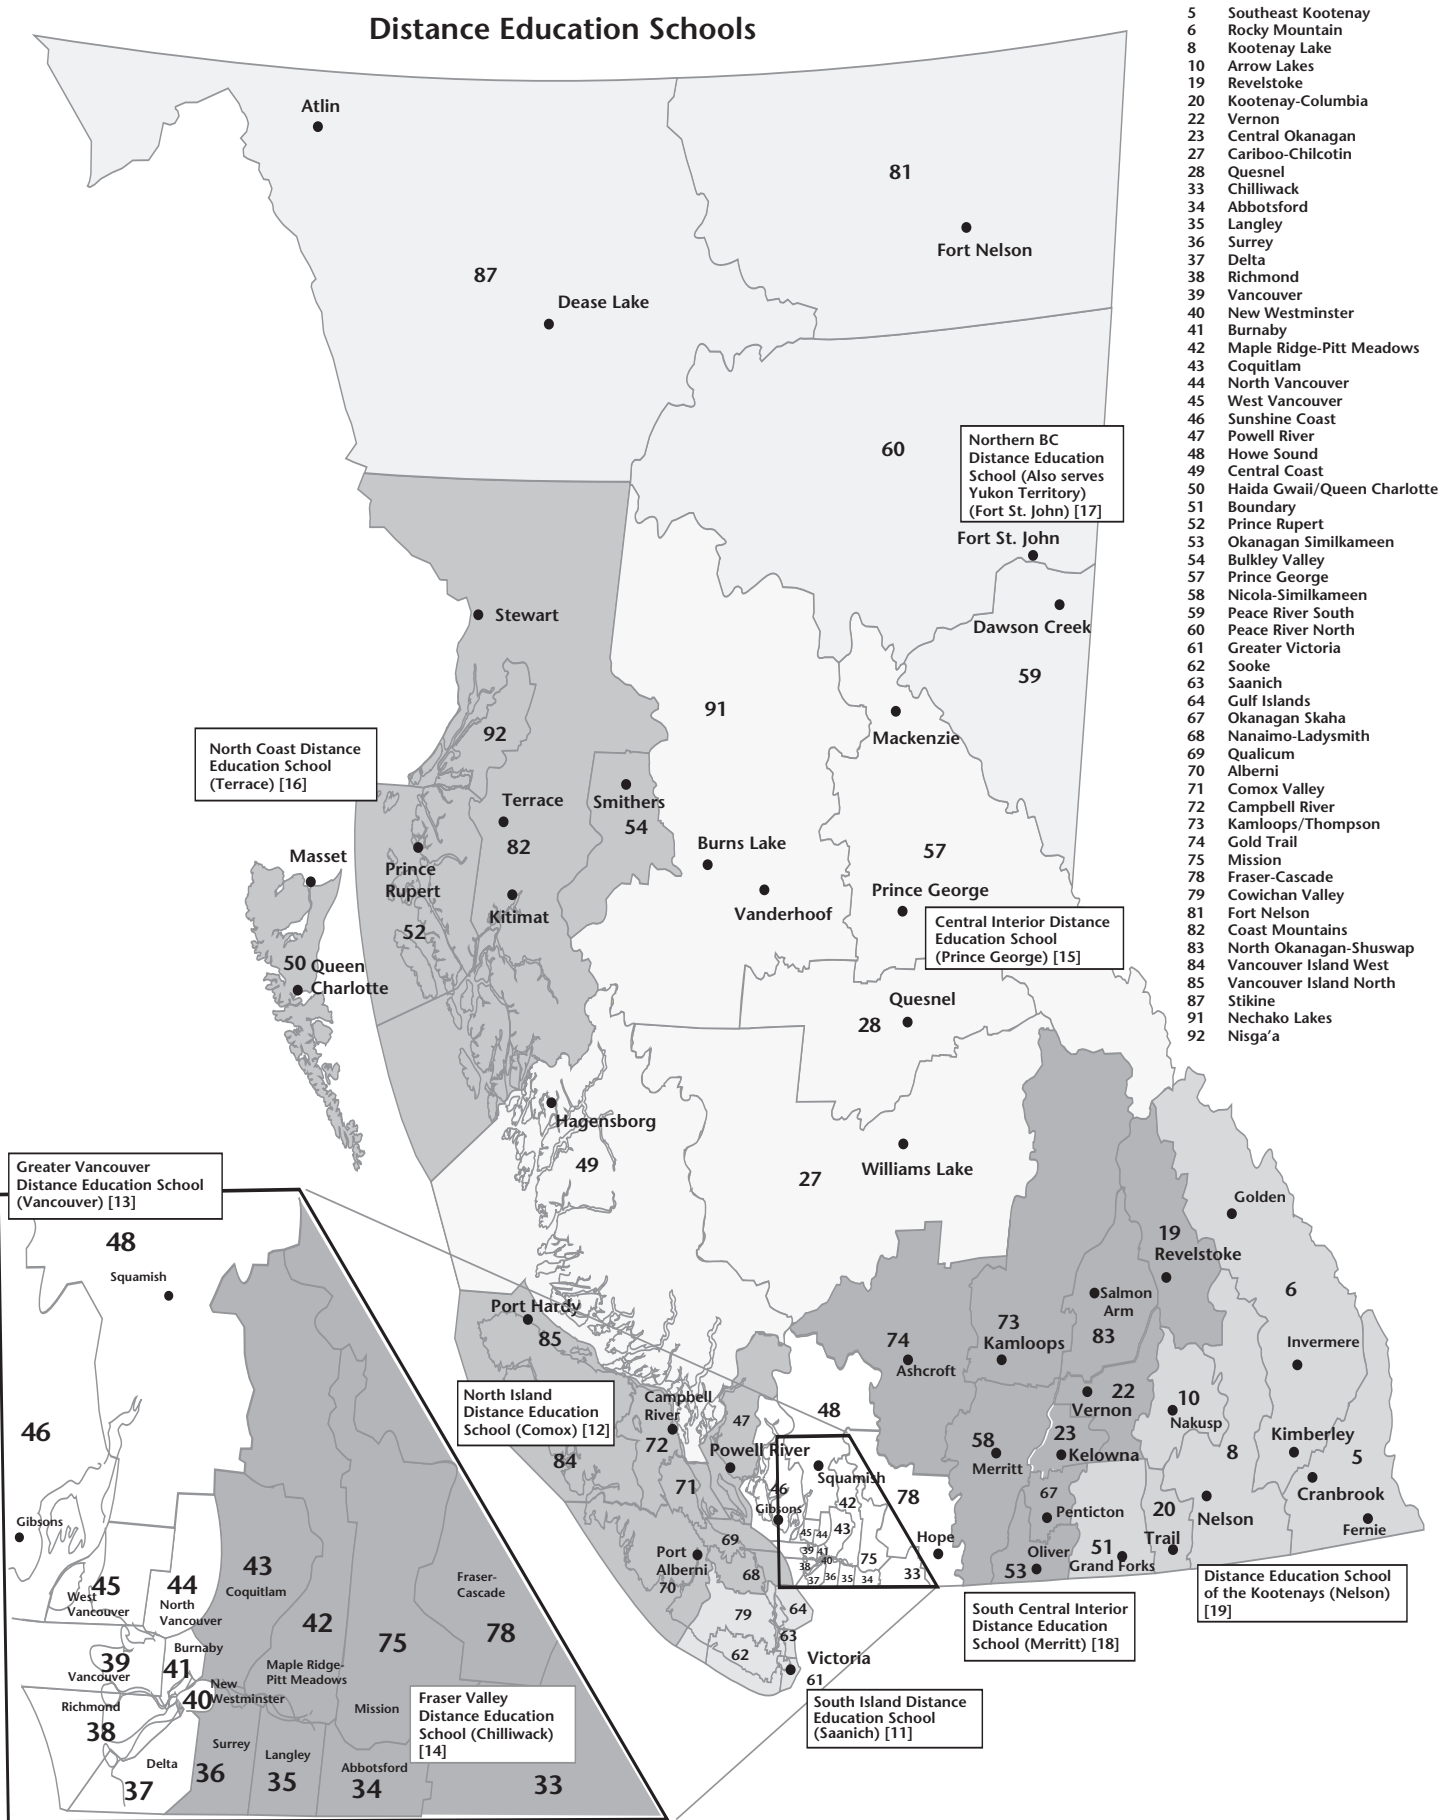 Distance Education Schools
5 Southeast Kootenay
6 Rocky Mountain
8 Kootenay Lake
10 Arrow Lakes
19 Revelstoke
20 Kootenay-Columbia
22 Vernon
23 Central Okanagan
27 Cariboo-Chilcotin
28 Quesnel
33 Chilliwack
34 Abbotsford
35 Langley
36 Surrey
37 Delta
38 Richmond
39 Vancouver
40 New Westminster
41 Burnaby
42 Maple Ridge-Pitt Meadows
43 Coquitlam
44 North Vancouver
45 West Vancouver
46 Sunshine Coast
47 Powell River
48 Howe Sound
49 Central Coast
50 Haida Gwaii/Queen Charlotte
51 Boundary
52 Prince Rupert
53 Okanagan Similkameen
54 Bulkley Valley
57 Prince George
58 Nicola-Similkameen
59 Peace River South
60 Peace River North
61 Greater Victoria
62 Sooke
63 Saanich
64 Gulf Islands
67 Okanagan Skaha
68 Nanaimo-Ladysmith
69 Qualicum
70 Alberni
71 Comox Valley
72 Campbell River
73 Kamloops/Thompson
74 Gold Trail
75 Mission
78 Fraser-Cascade
79 Cowichan Valley
81 Fort Nelson
82 Coast Mountains
83 North Okanagan-Shuswap
84 Vancouver Island West
85 Vancouver Island North
87 Stikine
91 Nechako Lakes
92 Nisga’a
Atlin
81
Fort Nelson
87
Dease Lake
60
Northern BC
Distance Education
School (Also serves
Yukon Territory)
(Fort St. John) [17]
Fort St. John
Dawson Creek
59
Stewart
91
Mackenzie
92
North Coast Distance
Education School
(Terrace) [16]
Terrace
82
Smithers
54
Burns Lake
Vanderhoof
57
Prince George
Central Interior Distance
Education School
(Prince George) [15]
Masset
Prince
Rupert
52
Kitimat
50
Queen
Charlotte
Quesnel
28
Hagensborg
49
27
Williams Lake
Golden
19
Revelstoke
6
Salmon
Arm
83
73
Kamloops
74
Ashcroft
Invermere
22
Vernon
10
Nakusp
23
Kelowna
58
Merritt
8
Kimberley
5
Cranbrook
Fernie
67
Penticton
20
Trail
Nelson
Oliver
53
51
Grand Forks
Distance Education School
of the Kootenays (Nelson)
[19]
South Central Interior
Distance Education
School (Merritt) [18]
Port Hardy
85
North Island
Distance Education
School (Comox) [12]
Campbell
River
72
84
47
Powell River
71
48
Squamish
46
Gibsons
42
78
45
44
43
39
41
40
38
37
36
35
34
75
33
Hope
69
Port
Alberni
70
68
79
64
63
62
Victoria
61
South Island Distance
Education School
(Saanich) [11]
Greater Vancouver
Distance Education School
(Vancouver) [13]
48
Squamish
46
Gibsons
45
West
Vancouver
44
North
Vancouver
43
Coquitlam
42
Maple Ridge-
Pitt Meadows
75
Mission
Fraser-
Cascade
78
39
Vancouver
Burnaby
41
New
Westminster
40
Richmond
38
Delta
37
Surrey
36
Langley
35
Abbotsford
34
33
Fraser Valley
Distance Education
School (Chilliwack)
[14]